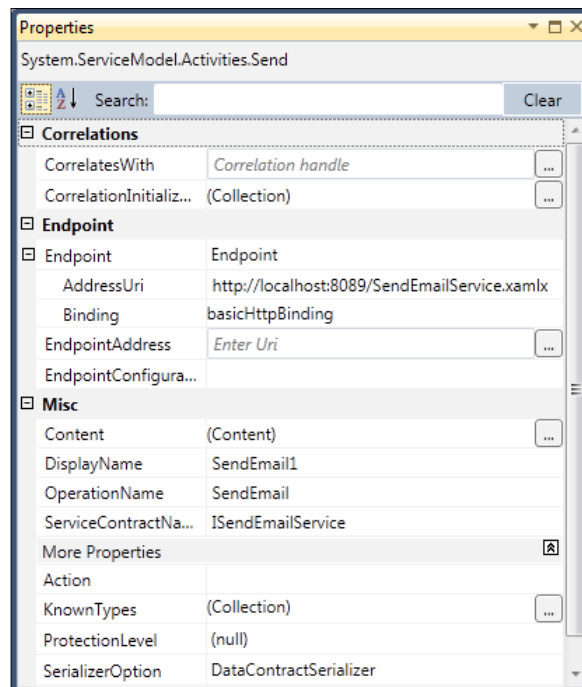 Properties
System.ServiceModel.Activities.Send
A Z Search: Clear
Correlations
CorrelatesWith Correlation handle ...
CorrelationInitializ... (Collection) ...
Endpoint
Endpoint Endpoint
AddressUri http://localhost:8089/SendEmailService.xamlx
Binding basicHttpBinding
EndpointAddress Enter Uri ...
EndpointConfigura...
Misc
Content (Content) ...
DisplayName SendEmail1
OperationName SendEmail
ServiceContractNa... ISendEmailService
More Properties
Action
KnownTypes (Collection) ...
ProtectionLevel (null)
SerializerOption DataContractSerializer